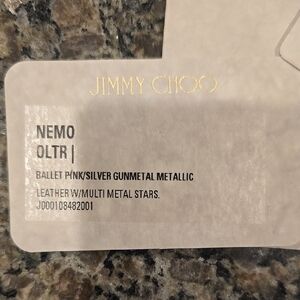 JIMMY CHOO
NEMO
OLTR |
BALLET PINK/SILVER GUNMETAL METALLIC
LEATHER W/MULTI METAL STARS.
J000108482001